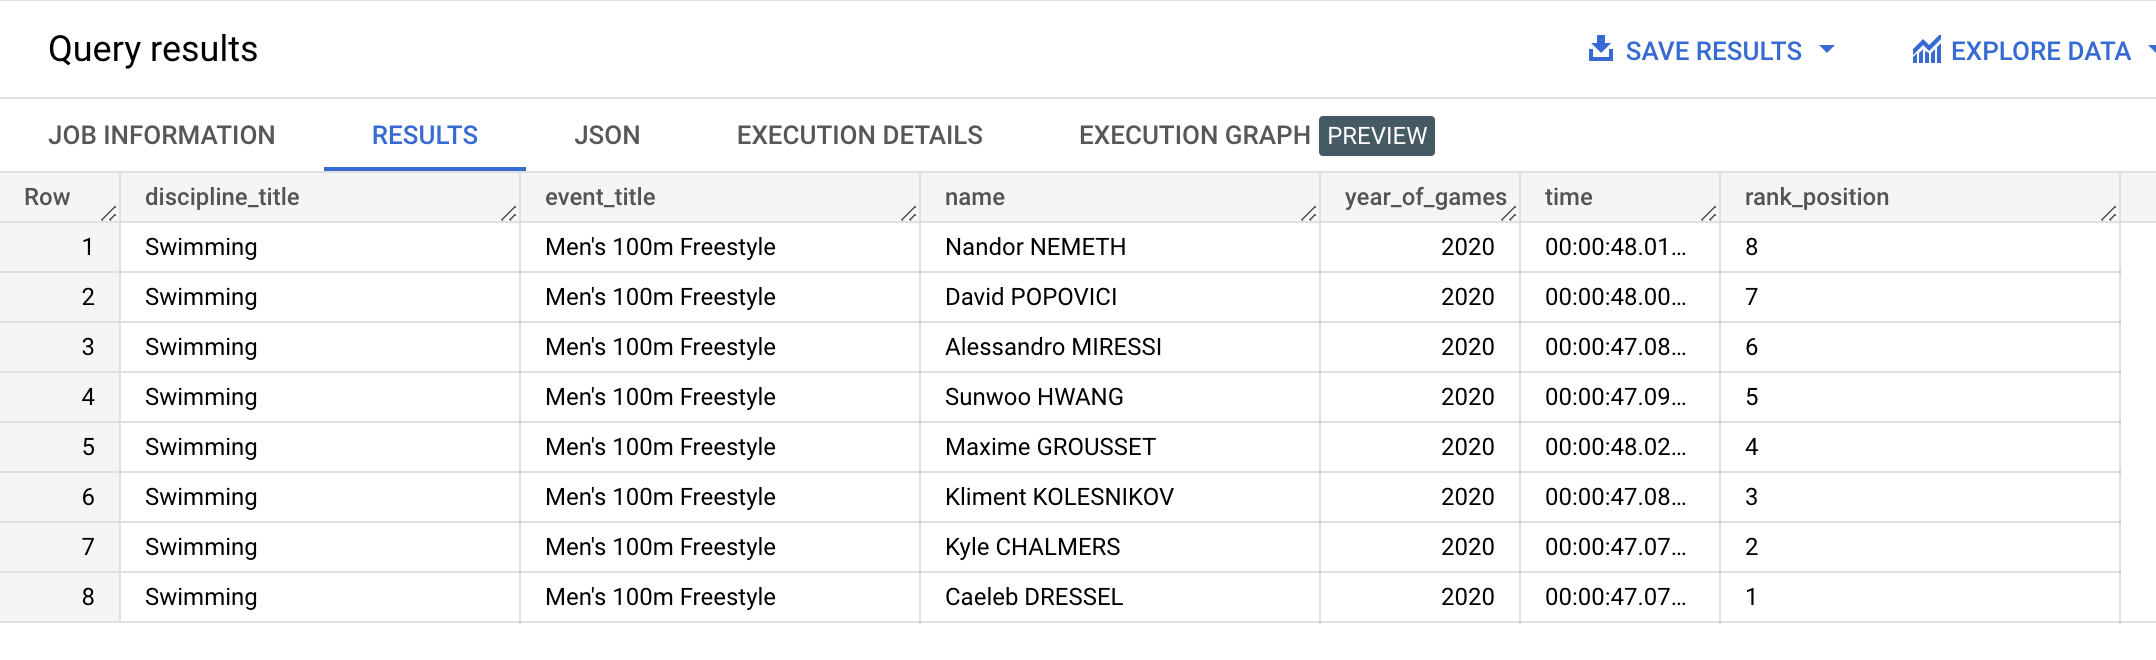 Query results SAVE RESULTS EXPLORE DATA
JOB INFORMATION RESULTS JSON EXECUTION DETAILS EXECUTION GRAPH PREVIEW
Row discipline_title event_title name year_of_games time rank_position
1 Swimming Men's 100m Freestyle Nandor NEMETH 2020 00:00:48.01... 8
2 Swimming Men's 100m Freestyle David POPOVICI 2020 00:00:48.00... 7
3 Swimming Men's 100m Freestyle Alessandro MIRESSI 2020 00:00:47.08... 6
4 Swimming Men's 100m Freestyle Sunwoo HWANG 2020 00:00:47.09... 5
5 Swimming Men's 100m Freestyle Maxime GROUSSET 2020 00:00:48.02... 4
6 Swimming Men's 100m Freestyle Kliment KOLESNIKOV 2020 00:00:47.08... 3
7 Swimming Men's 100m Freestyle Kyle CHALMERS 2020 00:00:47.07... 2
8 Swimming Men's 100m Freestyle Caeleb DRESSEL 2020 00:00:47.07... 1